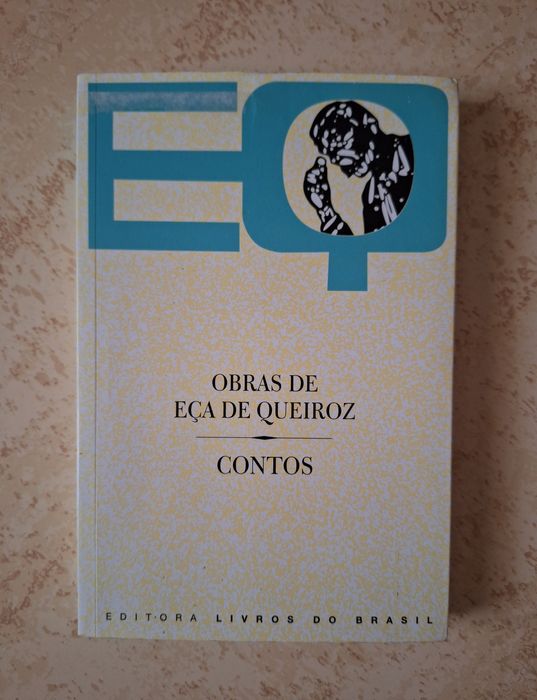 EQ
OBRAS DE
EÇA DE QUEIROZ
CONTOS
EDITORA LIVROS DO BRASIL